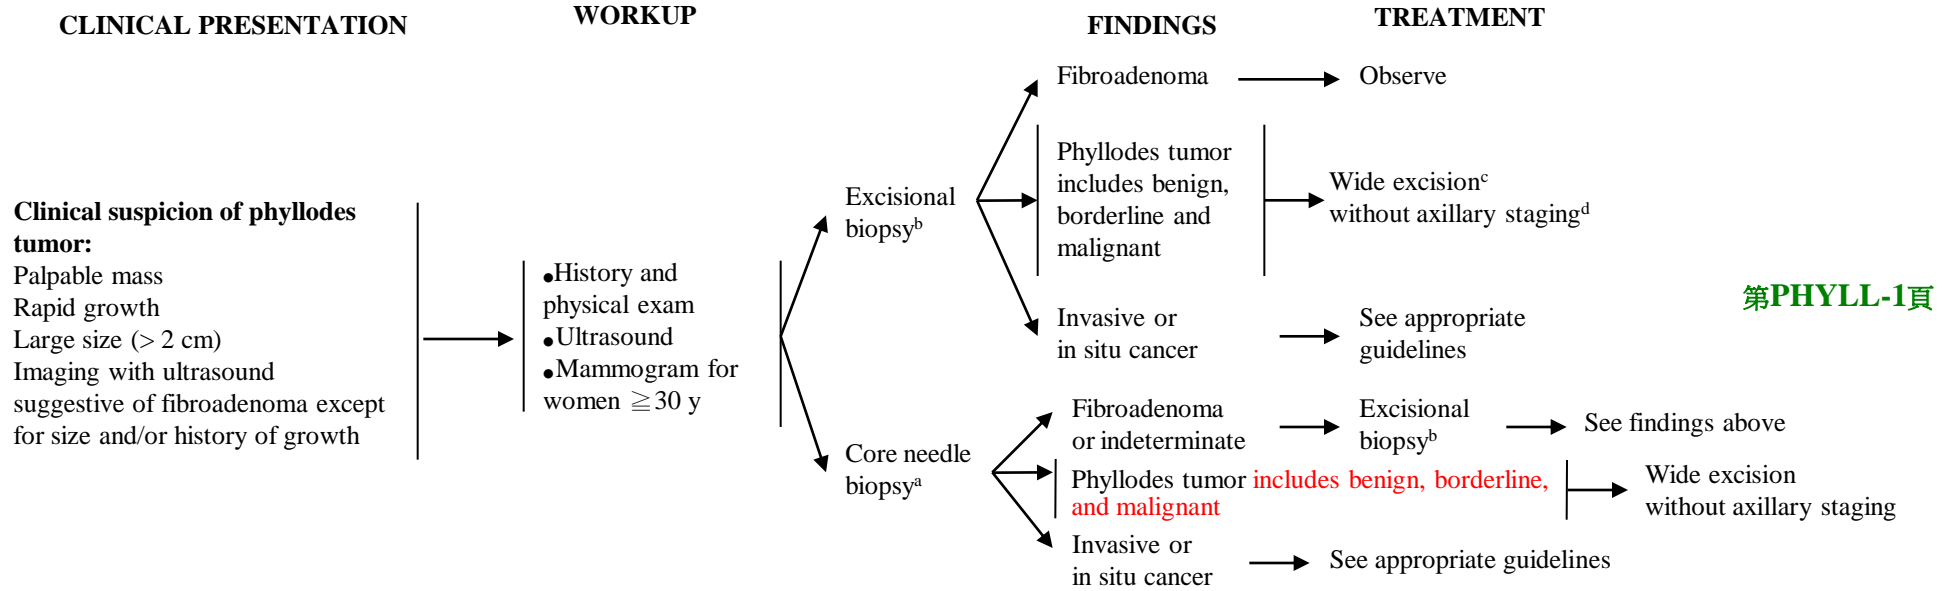 CLINICAL PRESENTATION
WORKUP
FINDINGS
TREATMENT
Clinical suspicion of phyllodes
tumor:
Palpable mass
Rapid growth
Large size (> 2 cm)
Imaging with ultrasound
suggestive of fibroadenoma except
for size and/or history of growth
●History and
physical exam
●Ultrasound
●Mammogram for
women ≧30 y
Excisional
biopsyᵇ
Fibroadenoma
Observe
Phyllodes tumor
includes benign,
borderline and
malignant
Wide excisionᶜ
without axillary stagingᵈ
Invasive or
in situ cancer
See appropriate
guidelines
第PHYLL-1頁
Core needle
biopsyᵃ
Fibroadenoma
or indeterminate
Excisional
biopsyᵇ
See findings above
Phyllodes tumor includes benign, borderline,
and malignant
Wide excision
without axillary staging
Invasive or
in situ cancer
See appropriate guidelines